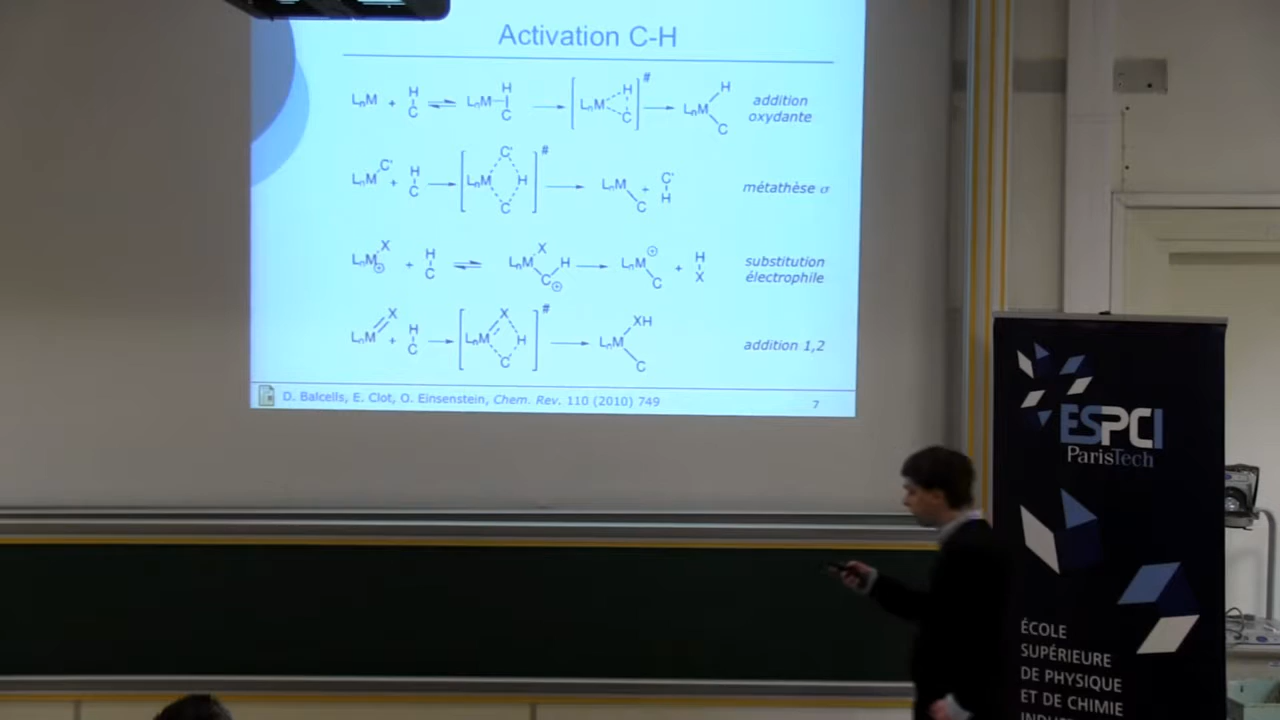 Activation C-H
LₙM + H C ⇌ LₙM H C → [LₙM H C]# → LₙM H C
addition
oxydante
LₙM C' + H C → [LₙM C' H C]# → LₙM C + C' H
métathèse σ
LₙM X ⊕ + H C ⇌ LₙM X C H ⊕ → LₙM ⊕ C + H X
substitution
électrophile
LₙM X + H C → [LₙM X H C]# → LₙM XH C
addition 1,2
D. Balcells, E. Clot, O. Einsenstein, Chem. Rev. 110 (2010) 749
7
ESPCI
ParisTech
ÉCOLE
SUPÉRIEURE
DE PHYSIQUE
ET DE CHIMIE